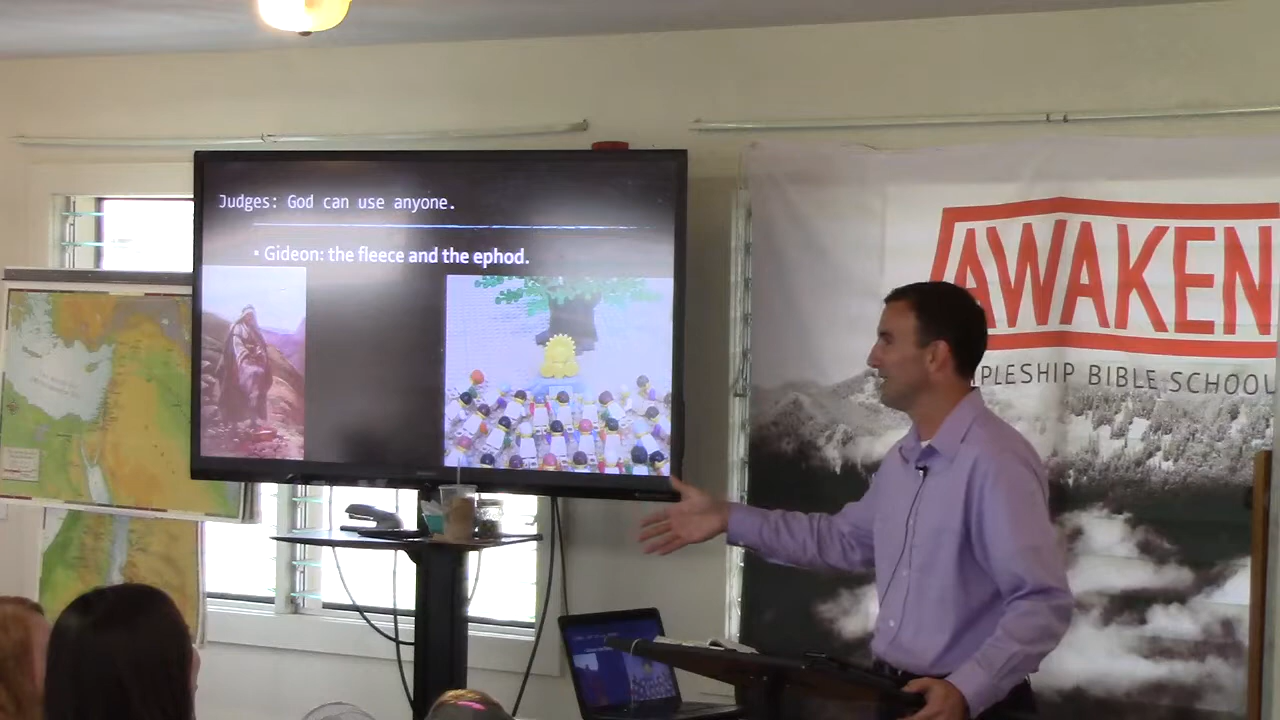 Judges: God can use anyone.
▪ Gideon: the fleece and the ephod.
AWAKEN
IPLESHIP BIBLE SCHOOL